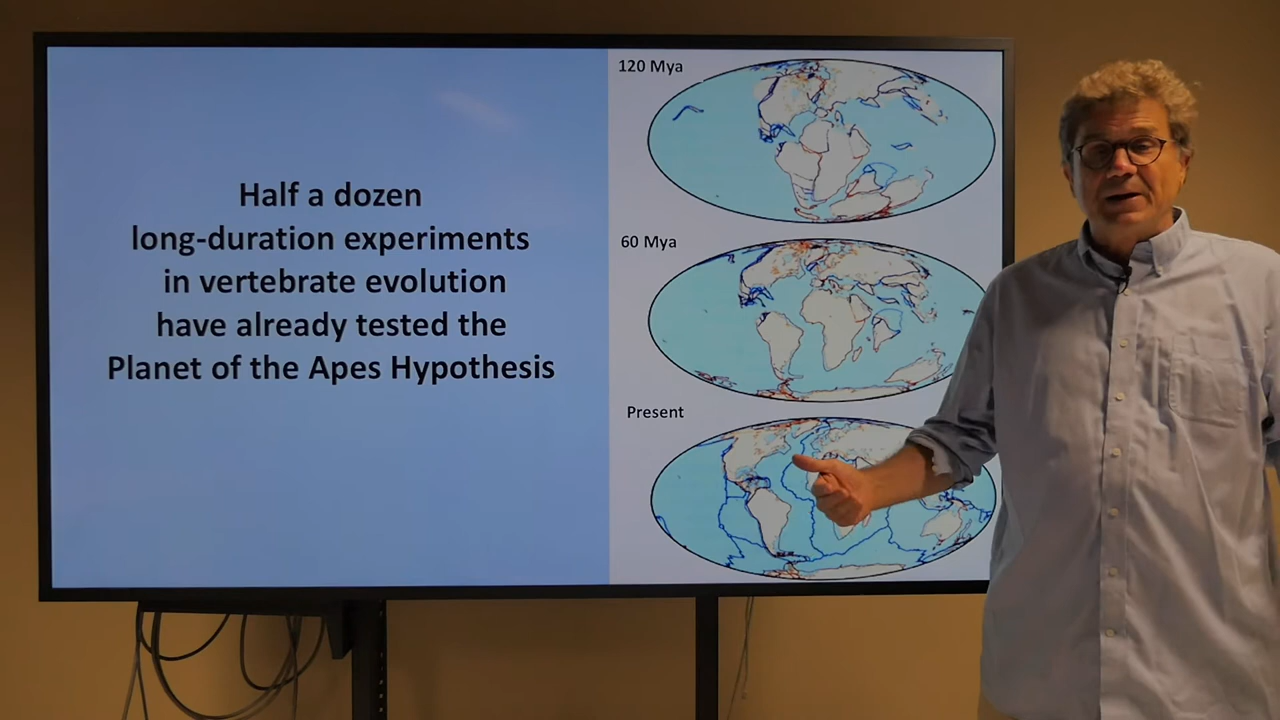 Half a dozen
long-duration experiments
in vertebrate evolution
have already tested the
Planet of the Apes Hypothesis
120 Mya
60 Mya
Present